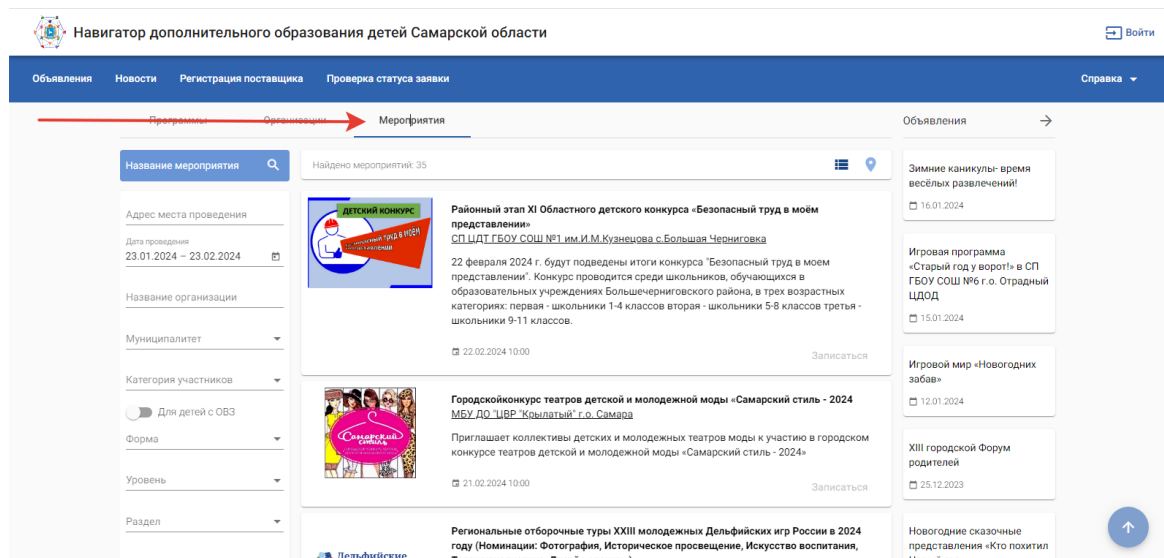 Навигатор дополнительного образования детей Самарской области
Войти
Объявления Новости Регистрация поставщика Проверка статуса заявки Справка
Программы Организации Мероприятия
Название мероприятия
Адрес места проведения
Дата проведения
23.01.2024 – 23.02.2024
Название организации
Муниципалитет
Категория участников
Для детей с ОВЗ
Форма
Уровень
Раздел
Найдено мероприятий: 35
ДЕТСКИЙ КОНКУРС
Районный этап XI Областного детского конкурса «Безопасный труд в моём
представлении»
СП ЦДТ ГБОУ СОШ №1 им.И.М.Кузнецова с.Большая Черниговка
22 февраля 2024 г. будут подведены итоги конкурса "Безопасный труд в моем
представлении". Конкурс проводится среди школьников, обучающихся в
образовательных учреждениях Большечерниговского района, в трех возрастных
категориях: первая - школьники 1-4 классов вторая - школьники 5-8 классов третья -
школьники 9-11 классов.
22.02.2024 10:00
Записаться
Самарский
стиль
Городскойконкурс театров детской и молодежной моды «Самарский стиль - 2024
МБУ ДО "ЦВР "Крылатый" г.о. Самара
Приглашает коллективы детских и молодежных театров моды к участию в городском
конкурсе театров детской и молодежной моды «Самарский стиль - 2024»
21.02.2024 10:00
Записаться
Дельфийские
Региональные отборочные туры XXIII молодежных Дельфийских игр России в 2024
году (Номинации: Фотография, Историческое просвещение, Искусство воспитания,
Объявления
Зимние каникулы- время
весёлых развлечений!
16.01.2024
Игровая программа
«Старый год у ворот!» в СП
ГБОУ СОШ №6 г.о. Отрадный
ЦДОД
15.01.2024
Игровой мир «Новогодних
забав»
12.01.2024
XIII городской Форум
родителей
25.12.2023
Новогодние сказочные
представления «Кто похитил